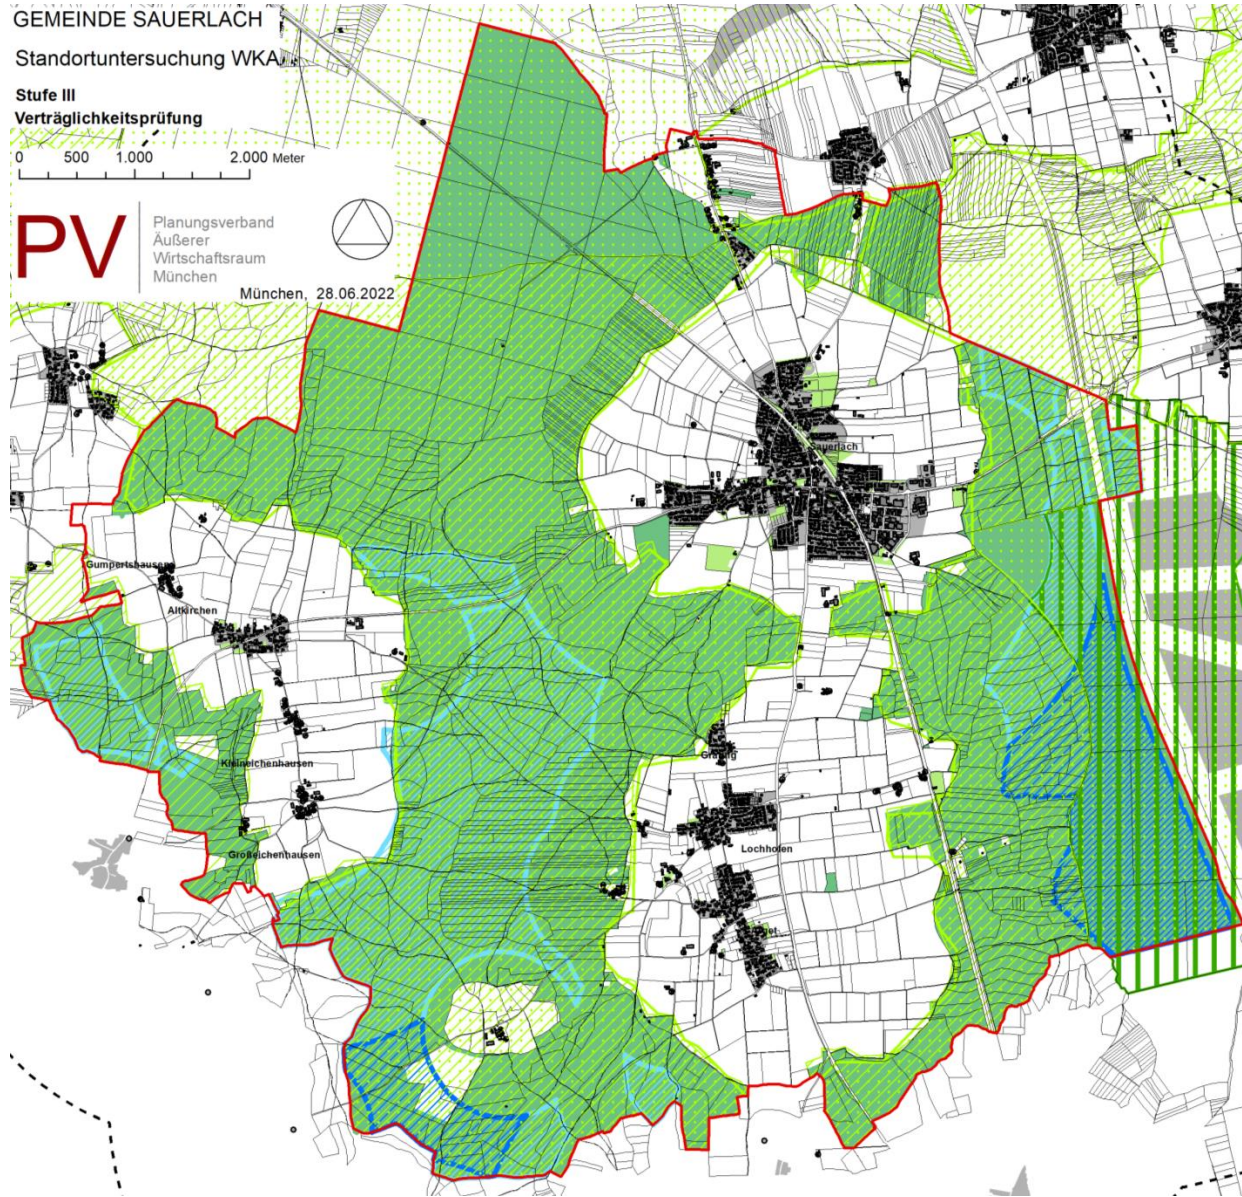 GEMEINDE SAUERLACH
Standortuntersuchung WKA
Stufe III
Verträglichkeitsprüfung
0 500 1.000 2.000 Meter
PV
Planungsverband
Äußerer
Wirtschaftsraum
München
München, 28.06.2022
Gumpertshausen
Altkirchen
Kleineichenhausen
Großeichenhausen
Lochhofen